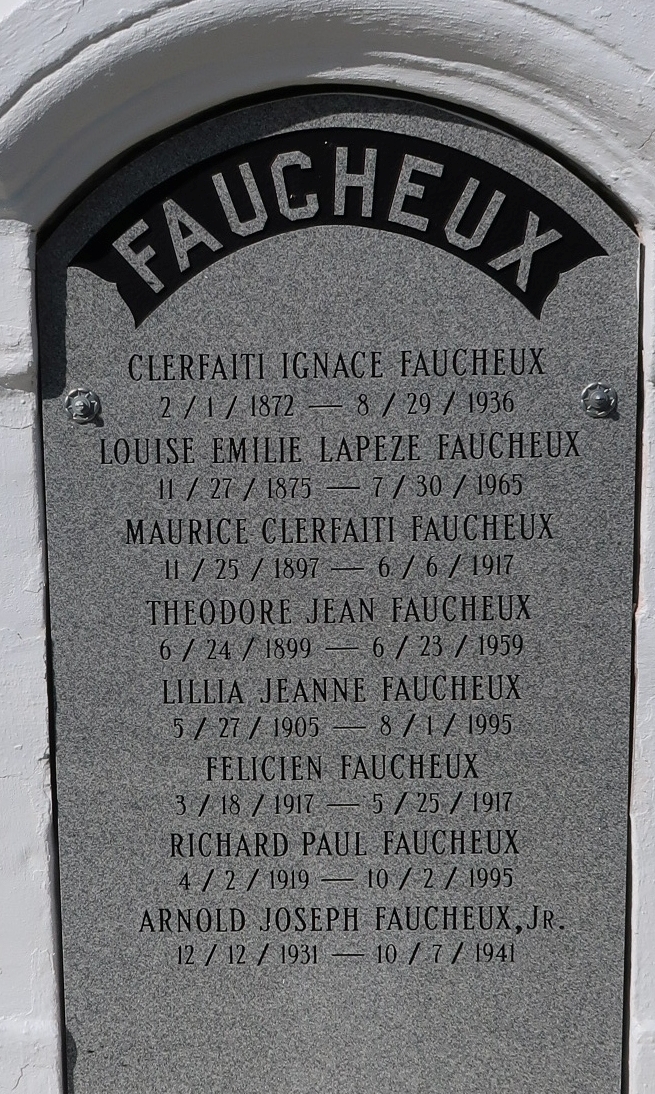 FAUCHEUX
CLERFAITI IGNACE FAUCHEUX
2 / 1 / 1872 — 8 / 29 / 1936
LOUISE EMILIE LAPEZE FAUCHEUX
11 / 27 / 1875 — 7 / 30 / 1965
MAURICE CLERFAITI FAUCHEUX
11 / 25 / 1897 — 6 / 6 / 1917
THEODORE JEAN FAUCHEUX
6 / 24 / 1899 — 6 / 23 / 1959
LILLIA JEANNE FAUCHEUX
5 / 27 / 1905 — 8 / 1 / 1995
FELICIEN FAUCHEUX
3 / 18 / 1917 — 5 / 25 / 1917
RICHARD PAUL FAUCHEUX
4 / 2 / 1919 — 10 / 2 / 1995
ARNOLD JOSEPH FAUCHEUX, JR.
12 / 12 / 1931 — 10 / 7 / 1941